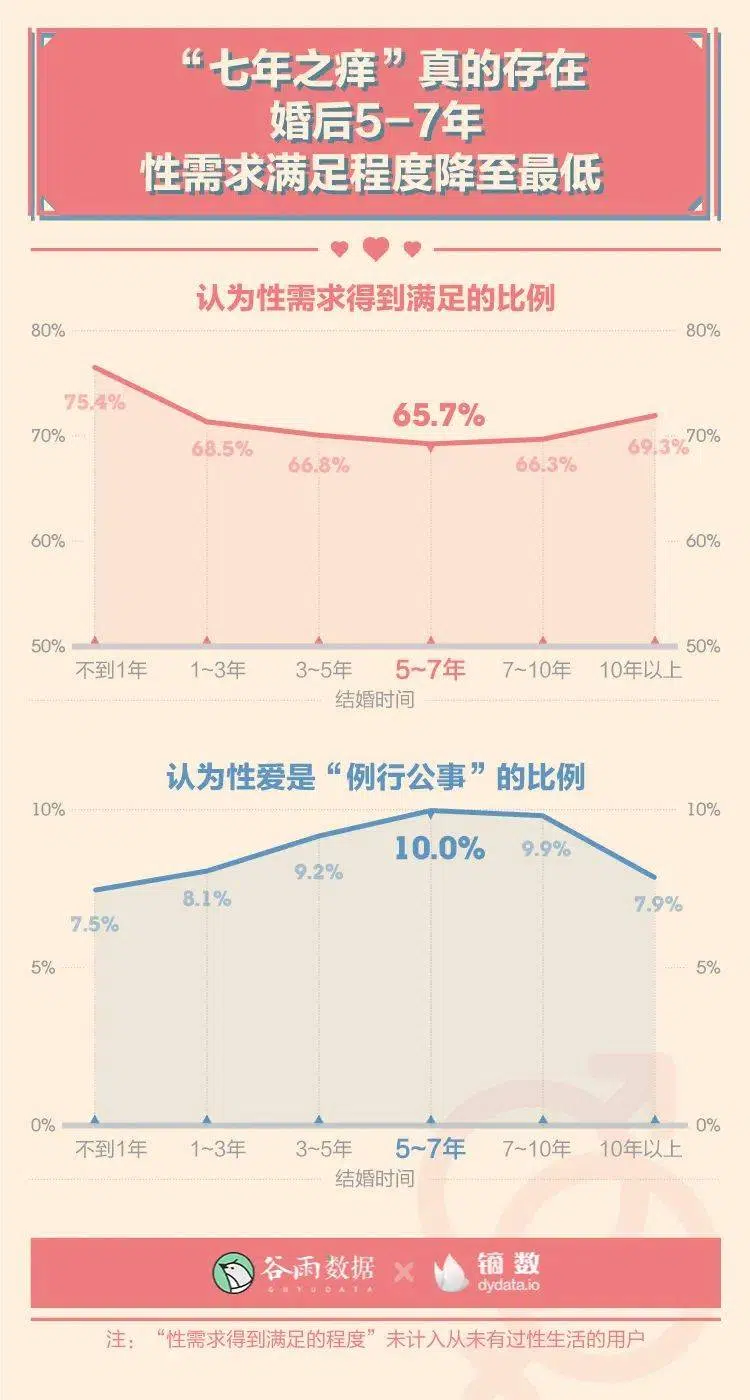 “七年之痒”真的存在
婚后5-7年
性需求满足程度降至最低
认为性需求得到满足的比例
80% 80%
75.4% 65.7%
70% 68.5% 66.8% 66.3% 69.3% 70%
60% 60%
50% 50%
不到1年 1~3年 3~5年 5~7年 7~10年 10年以上
结婚时间
认为性爱是“例行公事”的比例
10% 10%
7.5% 8.1% 9.2% 10.0% 9.9% 7.9%
5% 5%
0% 0%
不到1年 1~3年 3~5年 5~7年 7~10年 10年以上
结婚时间
谷雨数据 × 镝数
GUYUDATA dydata.io
注：“性需求得到满足的程度”未计入从未有过性生活的用户